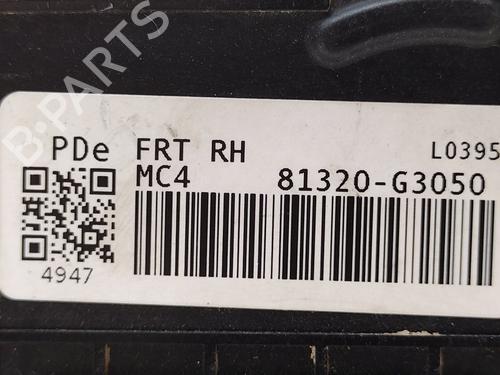 B-PARTS
PDe FRT RH L0395
MC4 81320-G3050
4947